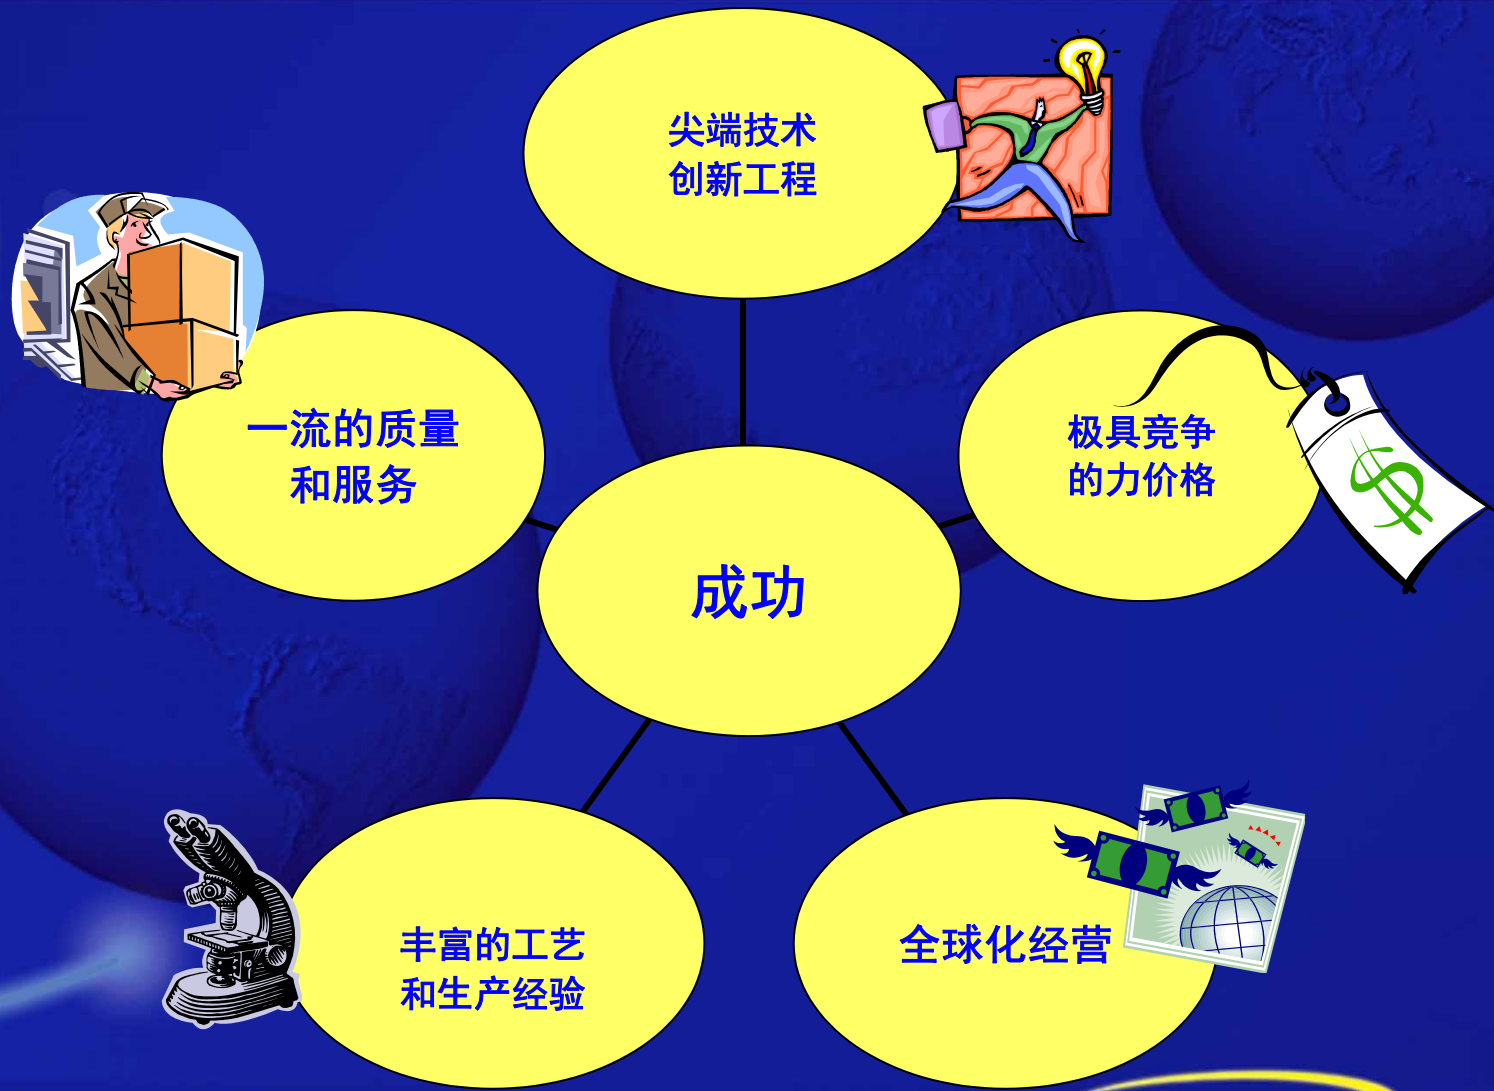 尖端技术
创新工程
一流的质量
和服务
极具竞争
的力价格
成功
丰富的工艺
和生产经验
全球化经营
$